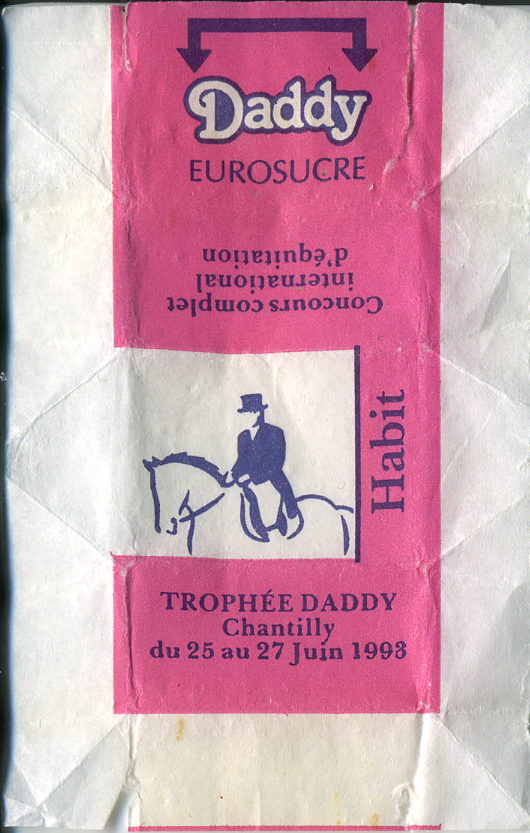 Daddy
EUROSUCRE
Concours complet
international
d'équitation
Habit
TROPHÉE DADDY
Chantilly
du 25 au 27 Juin 1993